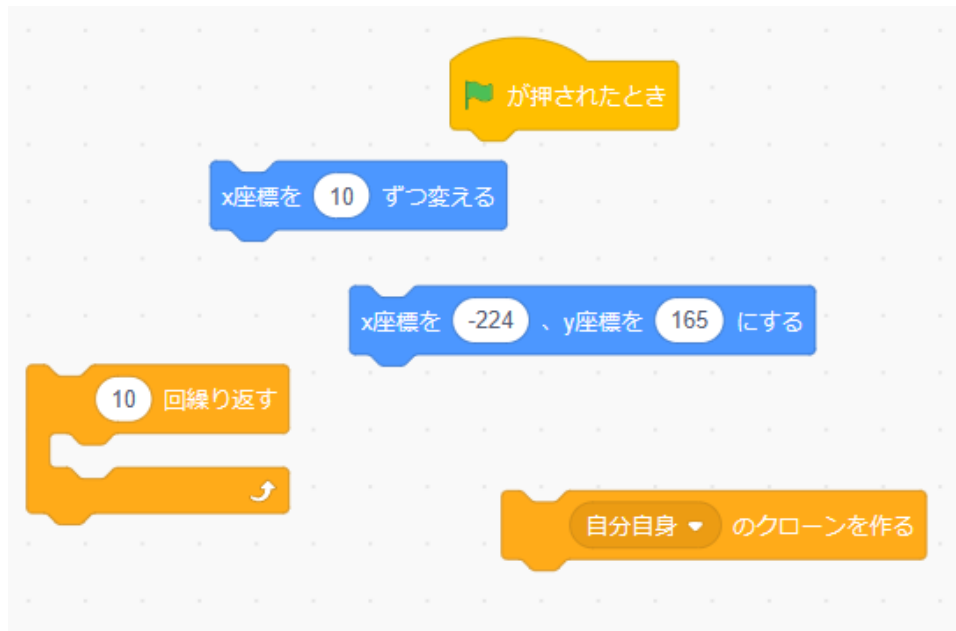 が押されたとき
x座標を 10 ずつ変える
x座標を -224 、y座標を 165 にする
10 回繰り返す
自分自身 のクローンを作る